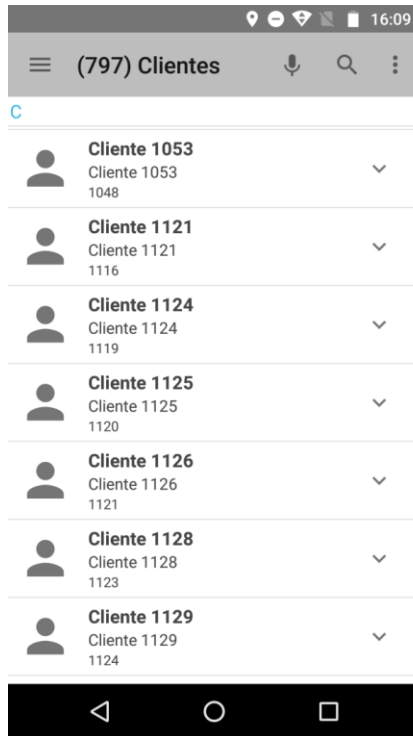 16:09
(797) Clientes
C
Cliente 1053
Cliente 1053
1048
Cliente 1121
Cliente 1121
1116
Cliente 1124
Cliente 1124
1119
Cliente 1125
Cliente 1125
1120
Cliente 1126
Cliente 1126
1121
Cliente 1128
Cliente 1128
1123
Cliente 1129
Cliente 1129
1124